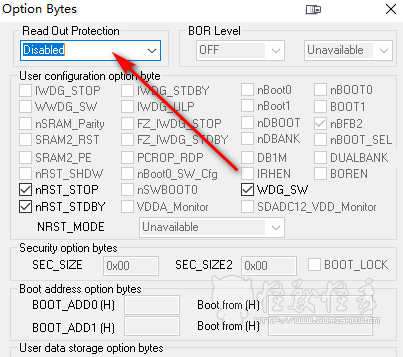 Option Bytes
Read Out Protection
BOR Level
Disabled
OFF
Unavailable
User configuration option byte
IWDG_STOP IWDG_STDBY nBoot0 nBOOT0
WWDG_SW IWDG_ULP nBoot1 BOOT1
nSRAM_Parity FZ_IWDG_STOP nDBOOT nBFB2
SRAM2_RST FZ_IWDG_STDBY nDBANK nBOOT_SEL
SRAM2_PE PCROP_RDP DB1M DUALBANK
nRST_SHDW nBoot0_SW_Cfg IRHEN BOREN
nRST_STOP nSWBOOT0 WDG_SW
nRST_STDBY VDDA_Monitor SDADC12_VDD_Monitor
NRST_MODE Unavailable
Security option bytes
SEC_SIZE 0x00 SEC_SIZE2 0x00 BOOT_LOCK
Boot address option bytes
BOOT_ADD0 (H) Boot from (H)
BOOT_ADD1 (H) Boot from (H)
User data storage option bytes